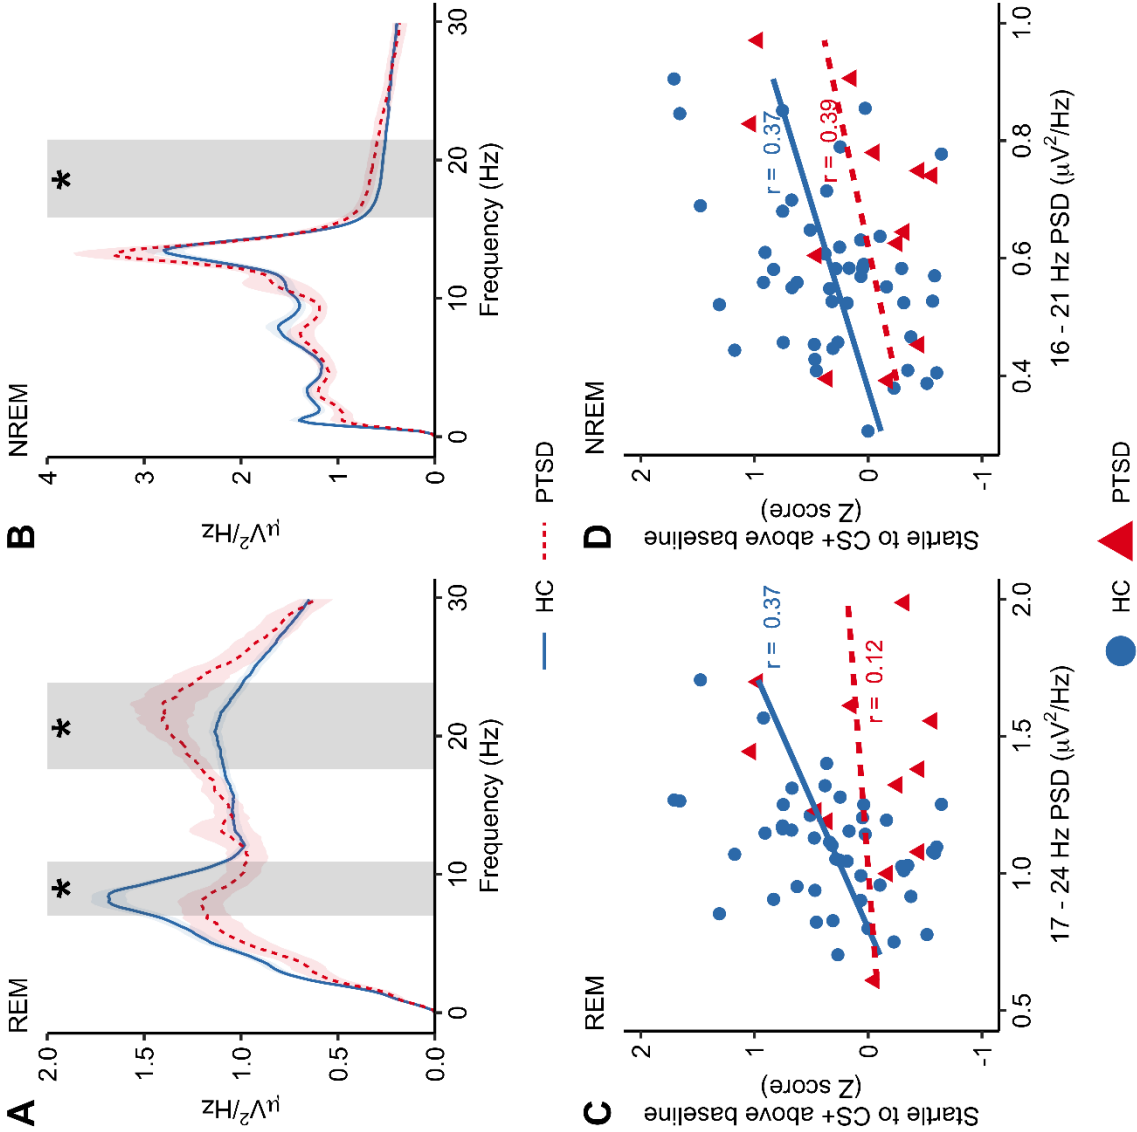 A
REM
μV²/Hz
2.0
1.5
1.0
0.5
0.0
*
*
0
10
20
30
Frequency (Hz)
B
NREM
μV²/Hz
4
3
2
1
0
*
0
10
20
30
Frequency (Hz)
HC
PTSD
C
REM
Startle to CS+ above baseline
(Z score)
2
1
0
-1
r = 0.37
r = 0.12
0.5
1.0
1.5
2.0
17 - 24 Hz PSD (μV²/Hz)
D
NREM
Startle to CS+ above baseline
(Z score)
2
1
0
-1
r = 0.37
r = 0.39
0.4
0.6
0.8
1.0
16 - 21 Hz PSD (μV²/Hz)
HC
PTSD